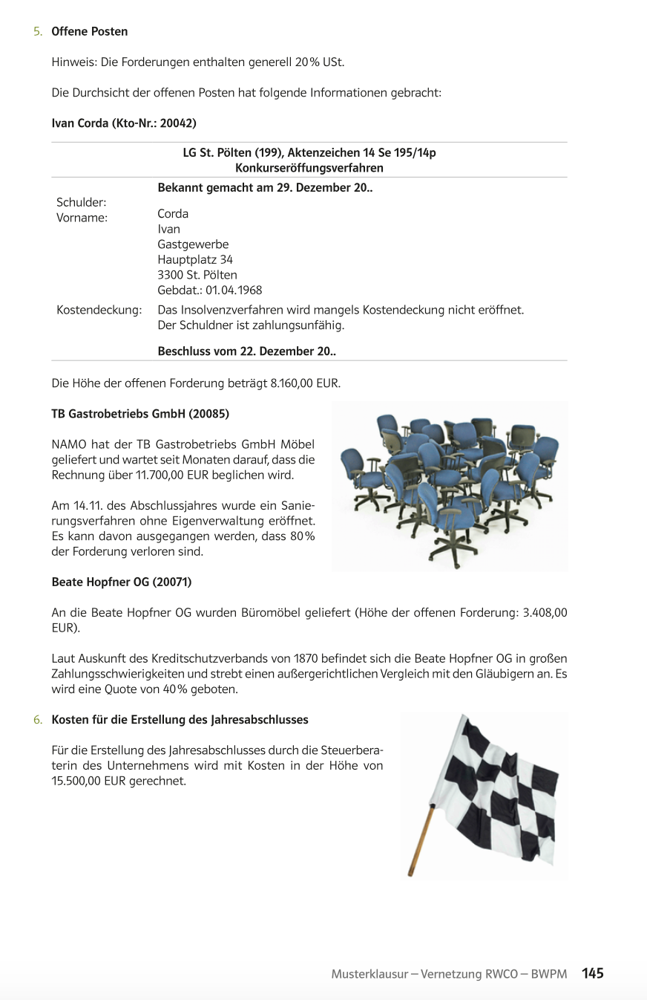 5. Offene Posten
Hinweis: Die Forderungen enthalten generell 20 % USt.
Die Durchsicht der offenen Posten hat folgende Informationen gebracht:
Ivan Corda (Kto-Nr.: 20042)
LG St. Pölten (199), Aktenzeichen 14 Se 195/14p
Konkurseröffungsverfahren
Bekannt gemacht am 29. Dezember 20..
Schulder:
Vorname:
Corda
Ivan
Gastgewerbe
Hauptplatz 34
3300 St. Pölten
Gebdat.: 01.04.1968
Kostendeckung: Das Insolvenzverfahren wird mangels Kostendeckung nicht eröffnet.
Der Schuldner ist zahlungsunfähig.
Beschluss vom 22. Dezember 20..
Die Höhe der offenen Forderung beträgt 8.160,00 EUR.
TB Gastrobetriebs GmbH (20085)
NAMO hat der TB Gastrobetriebs GmbH Möbel
geliefert und wartet seit Monaten darauf, dass die
Rechnung über 11.700,00 EUR beglichen wird.
Am 14.11. des Abschlussjahres wurde ein Sanie-
rungsverfahren ohne Eigenverwaltung eröffnet.
Es kann davon ausgegangen werden, dass 80 %
der Forderung verloren sind.
Beate Hopfner OG (20071)
An die Beate Hopfner OG wurden Büromöbel geliefert (Höhe der offenen Forderung: 3.408,00
EUR).
Laut Auskunft des Kreditschutzverbands von 1870 befindet sich die Beate Hopfner OG in großen
Zahlungsschwierigkeiten und strebt einen außergerichtlichen Vergleich mit den Gläubigern an. Es
wird eine Quote von 40 % geboten.
6. Kosten für die Erstellung des Jahresabschlusses
Für die Erstellung des Jahresabschlusses durch die Steuerbera-
terin des Unternehmens wird mit Kosten in der Höhe von
15.500,00 EUR gerechnet.
Musterklausur – Vernetzung RWCO – BWPM 145